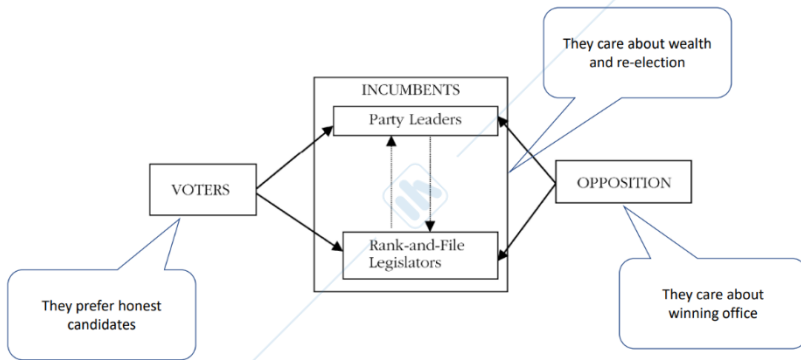 They care about wealth
and re-election
INCUMBENTS
Party Leaders
VOTERS
OPPOSITION
Rank-and-File
Legislators
They prefer honest
candidates
They care about
winning office